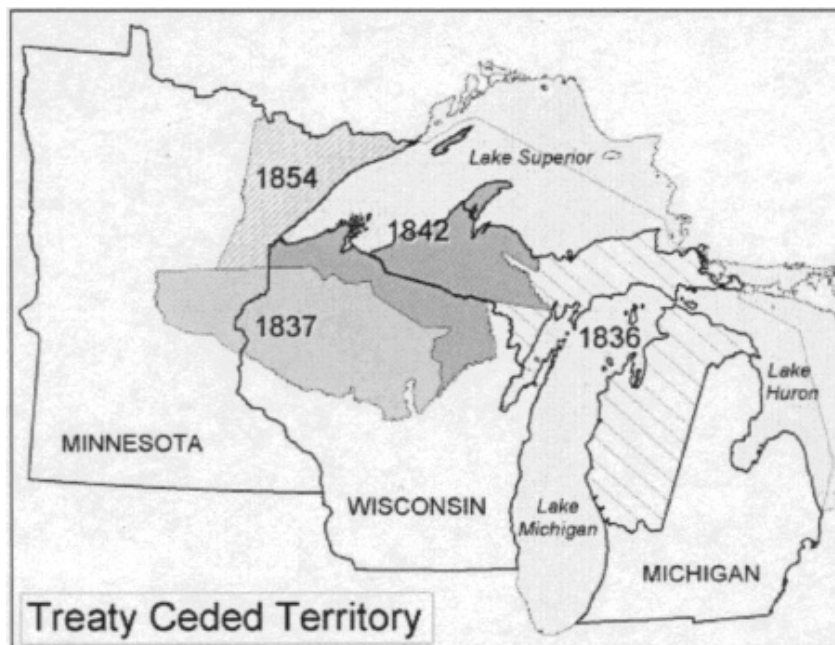 1854
Lake Superior
1842
1837
1836
Lake
Huron
MINNESOTA
WISCONSIN
Lake
Michigan
MICHIGAN
Treaty Ceded Territory